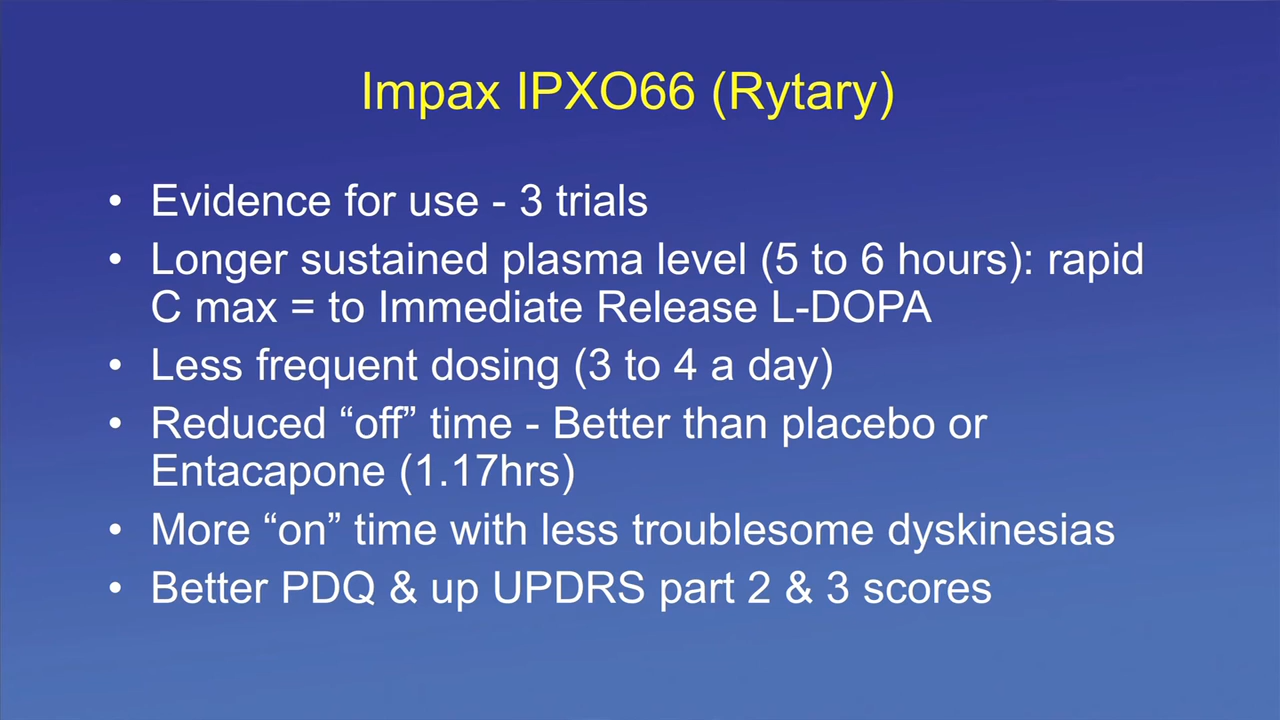 Impax IPXO66 (Rytary)
• Evidence for use - 3 trials
• Longer sustained plasma level (5 to 6 hours): rapid
C max = to Immediate Release L-DOPA
• Less frequent dosing (3 to 4 a day)
• Reduced “off” time - Better than placebo or
Entacapone (1.17hrs)
• More “on” time with less troublesome dyskinesias
• Better PDQ & up UPDRS part 2 & 3 scores